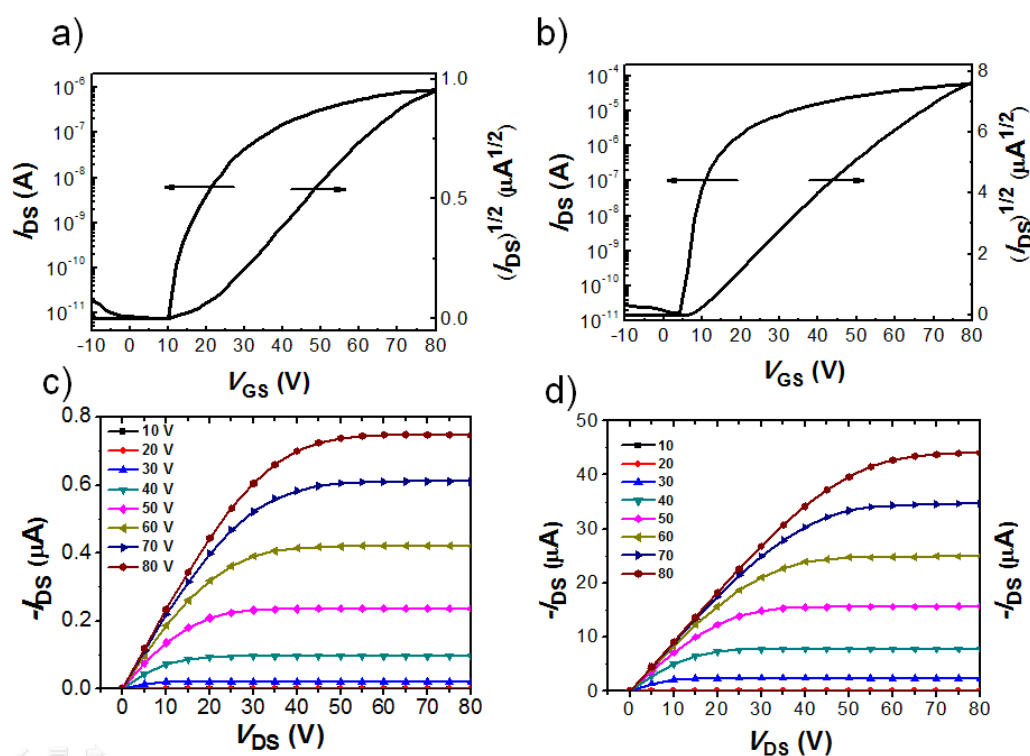 a)
10⁻⁶
10⁻⁷
10⁻⁸
10⁻⁹
10⁻¹⁰
10⁻¹¹
I_DS (A)
1.0
0.5
0.0
(I_DS)^1/2 (μA^1/2)
-10 0 10 20 30 40 50 60 70 80
V_GS (V)
b)
10⁻⁴
10⁻⁵
10⁻⁶
10⁻⁷
10⁻⁸
10⁻⁹
10⁻¹⁰
10⁻¹¹
I_DS (A)
8
6
4
2
0
(I_DS)^1/2 (μA^1/2)
-10 0 10 20 30 40 50 60 70 80
V_GS (V)
c)
0.8
0.6
0.4
0.2
0.0
-I_DS (μA)
10 V
20 V
30 V
40 V
50 V
60 V
70 V
80 V
0 10 20 30 40 50 60 70 80
V_DS (V)
d)
50
40
30
20
10
0
-I_DS (μA)
10
20
30
40
50
60
70
80
0 10 20 30 40 50 60 70 80
V_DS (V)
-I_DS (μA)